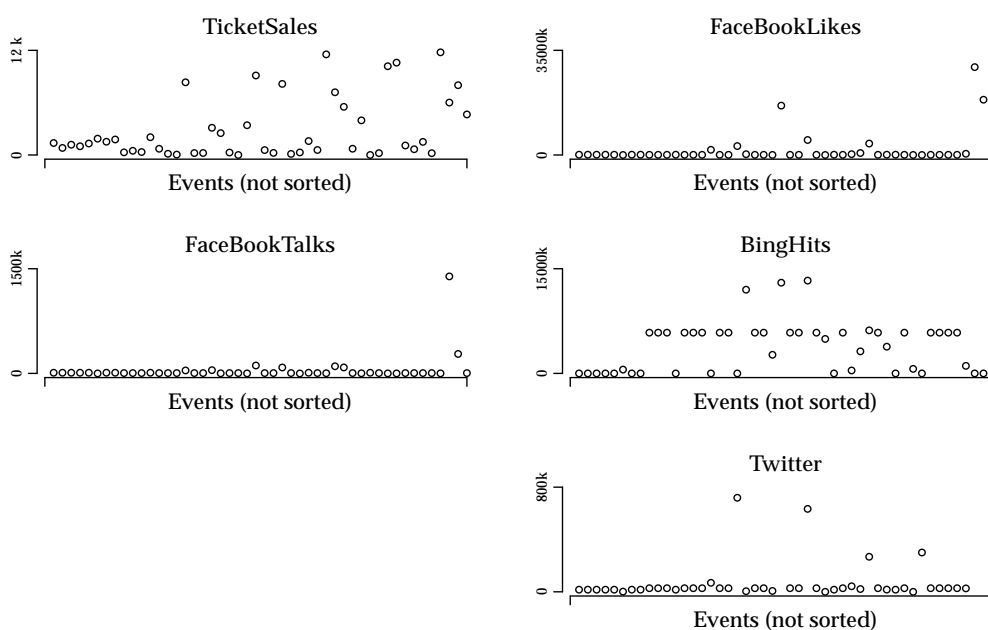 TicketSales
12 k
0
Events (not sorted)
FaceBookLikes
35000k
0
Events (not sorted)
FaceBookTalks
1500k
0
Events (not sorted)
BingHits
15000k
0
Events (not sorted)
Twitter
800k
0
Events (not sorted)